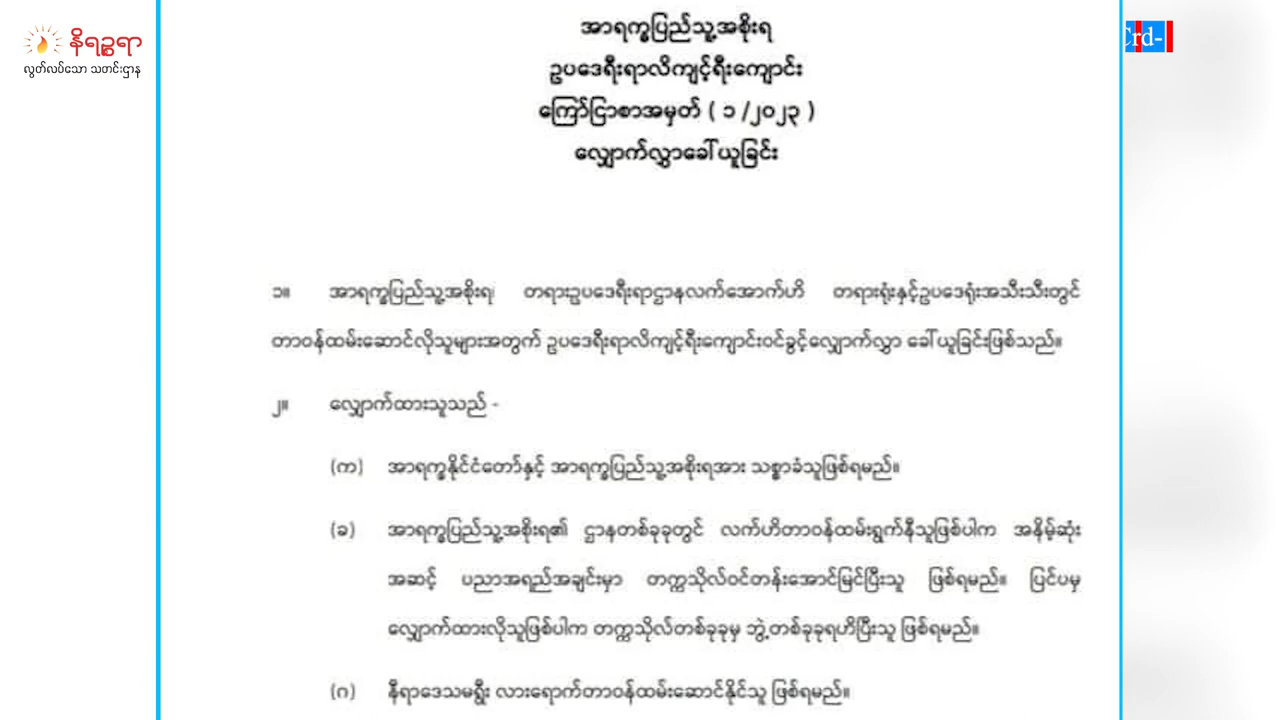 နိရဉ္စရာ
လွတ်လပ်သော သတင်းဌာန
Crd-
အာရက္ခပြည်သူ့အစိုးရ
ဥပဒေရီးရာလိကျင့်ရီးကျောင်း
ကြော်ငြာစာအမှတ် ( ၁ /၂၀၂၃ )
လျှောက်လွှာခေါ်ယူခြင်း
၁။ အာရက္ခပြည်သူ့အစိုးရ၊ တရားဥပဒေရီးရာဌာနလက်အောက်ဟိ တရားရုံးနှင့်ဥပဒေရုံးအသီးသီးတွင်
တာဝန်ထမ်းဆောင်လိုသူများအတွက် ဥပဒေရီးရာလိကျင့်ရီးကျောင်းဝင်ခွင့်လျှောက်လွှာ ခေါ်ယူခြင်းဖြစ်သည်။
၂။ လျှောက်ထားသူသည် -
(က) အာရက္ခနိုင်ငံတော်နှင့် အာရက္ခပြည်သူ့အစိုးရအား သစ္စာခံသူဖြစ်ရမည်။
(ခ) အာရက္ခပြည်သူ့အစိုးရ၏ ဌာနတစ်ခုခုတွင် လက်ဟိတာဝန်ထမ်းရွက်နီသူဖြစ်ပါက အနိမ့်ဆုံး
အဆင့် ပညာအရည်အချင်းမှာ တက္ကသိုလ်ဝင်တန်းအောင်မြင်ပြီးသူ ဖြစ်ရမည်။ ပြင်ပမှ
လျှောက်ထားလိုသူဖြစ်ပါက တက္ကသိုလ်တစ်ခုခုမှ ဘွဲ့တစ်ခုခုရဟိပြီးသူ ဖြစ်ရမည်။
(ဂ) နီရာဒေသမရွီး လားရောက်တာဝန်ထမ်းဆောင်နိုင်သူ ဖြစ်ရမည်။